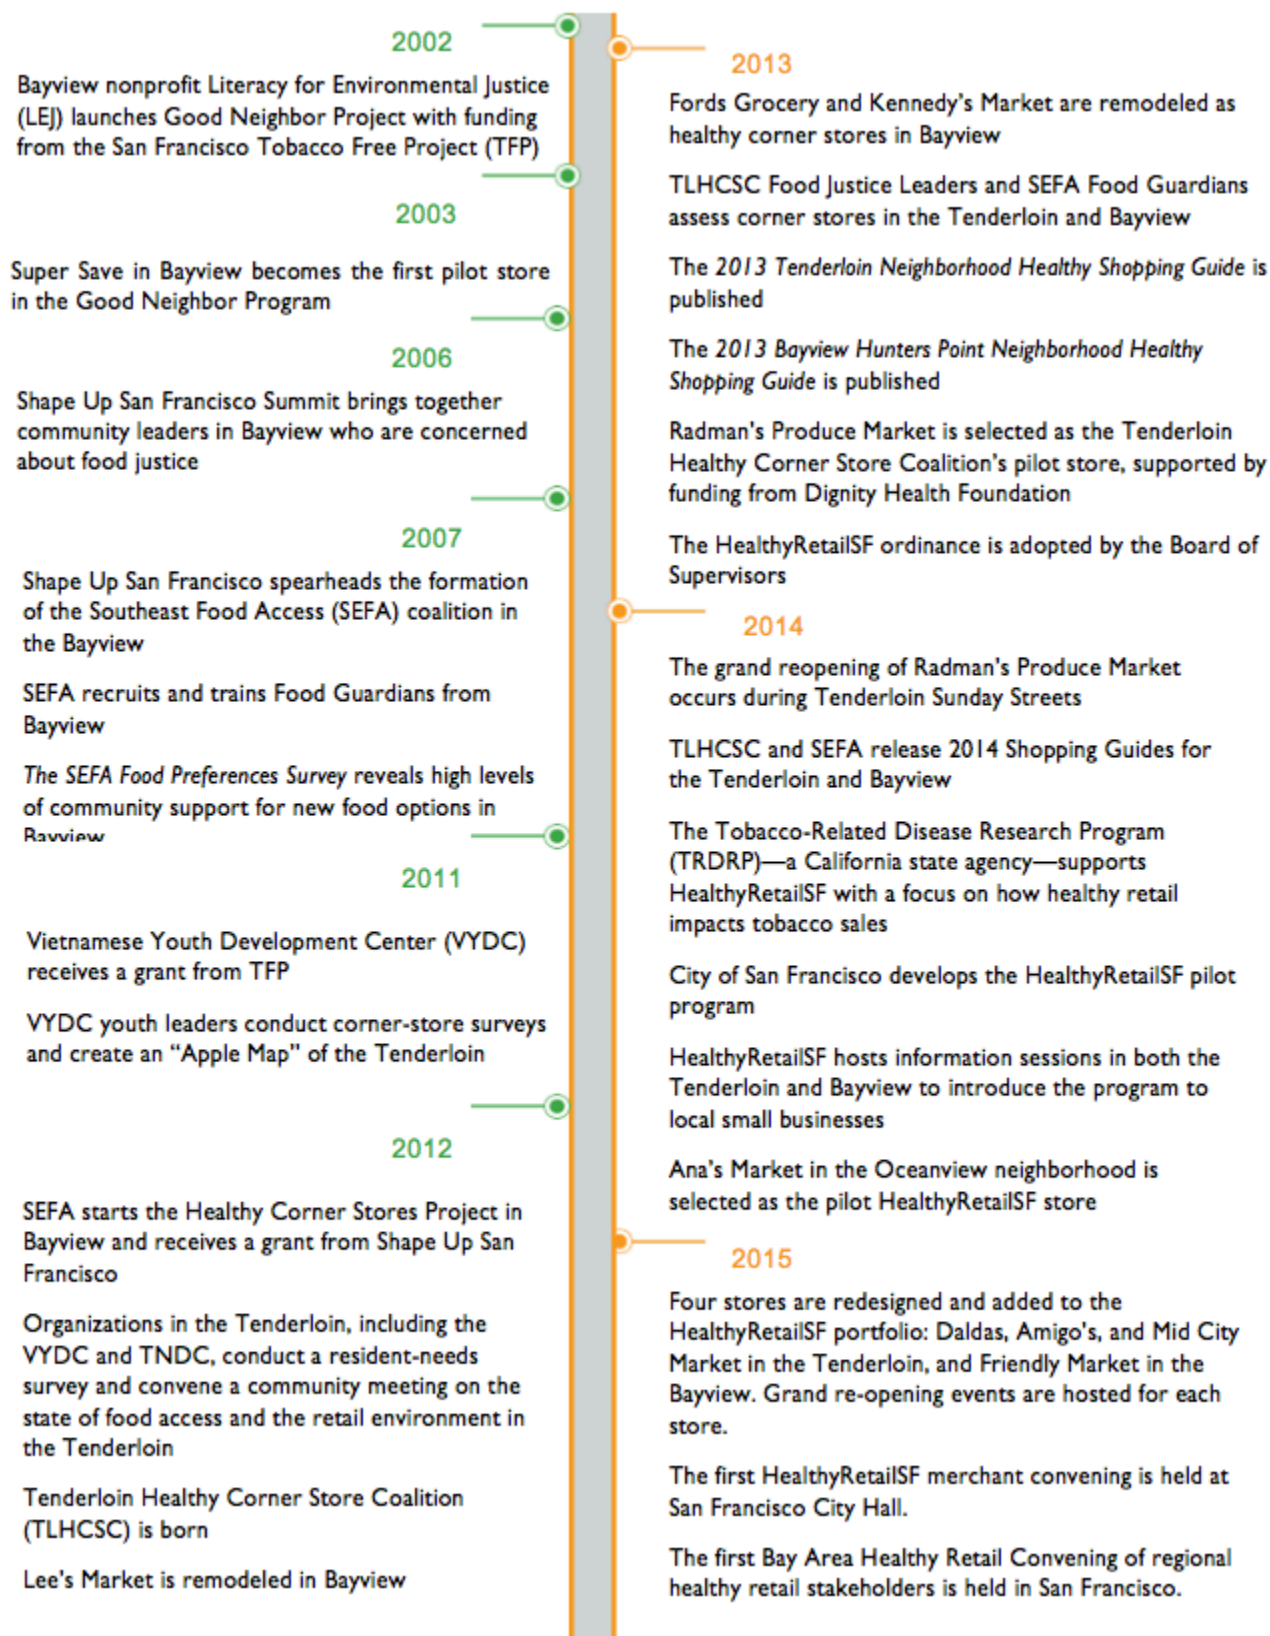 2002
Bayview nonprofit Literacy for Environmental Justice
(LEJ) launches Good Neighbor Project with funding
from the San Francisco Tobacco Free Project (TFP)
2003
Super Save in Bayview becomes the first pilot store
in the Good Neighbor Program
2006
Shape Up San Francisco Summit brings together
community leaders in Bayview who are concerned
about food justice
2007
Shape Up San Francisco spearheads the formation
of the Southeast Food Access (SEFA) coalition in
the Bayview
SEFA recruits and trains Food Guardians from
Bayview
The SEFA Food Preferences Survey reveals high levels
of community support for new food options in
Bayview
2011
Vietnamese Youth Development Center (VYDC)
receives a grant from TFP
VYDC youth leaders conduct corner-store surveys
and create an “Apple Map” of the Tenderloin
2012
SEFA starts the Healthy Corner Stores Project in
Bayview and receives a grant from Shape Up San
Francisco
Organizations in the Tenderloin, including the
VYDC and TNDC, conduct a resident-needs
survey and convene a community meeting on the
state of food access and the retail environment in
the Tenderloin
Tenderloin Healthy Corner Store Coalition
(TLHCSC) is born
Lee's Market is remodeled in Bayview
2013
Fords Grocery and Kennedy’s Market are remodeled as
healthy corner stores in Bayview
TLHCSC Food Justice Leaders and SEFA Food Guardians
assess corner stores in the Tenderloin and Bayview
The 2013 Tenderloin Neighborhood Healthy Shopping Guide is
published
The 2013 Bayview Hunters Point Neighborhood Healthy
Shopping Guide is published
Radman's Produce Market is selected as the Tenderloin
Healthy Corner Store Coalition’s pilot store, supported by
funding from Dignity Health Foundation
The HealthyRetailSF ordinance is adopted by the Board of
Supervisors
2014
The grand reopening of Radman's Produce Market
occurs during Tenderloin Sunday Streets
TLHCSC and SEFA release 2014 Shopping Guides for
the Tenderloin and Bayview
The Tobacco-Related Disease Research Program
(TRDRP)—a California state agency—supports
HealthyRetailSF with a focus on how healthy retail
impacts tobacco sales
City of San Francisco develops the HealthyRetailSF pilot
program
HealthyRetailSF hosts information sessions in both the
Tenderloin and Bayview to introduce the program to
local small businesses
Ana's Market in the Oceanview neighborhood is
selected as the pilot HealthyRetailSF store
2015
Four stores are redesigned and added to the
HealthyRetailSF portfolio: Daldas, Amigo's, and Mid City
Market in the Tenderloin, and Friendly Market in the
Bayview. Grand re-opening events are hosted for each
store.
The first HealthyRetailSF merchant convening is held at
San Francisco City Hall.
The first Bay Area Healthy Retail Convening of regional
healthy retail stakeholders is held in San Francisco.